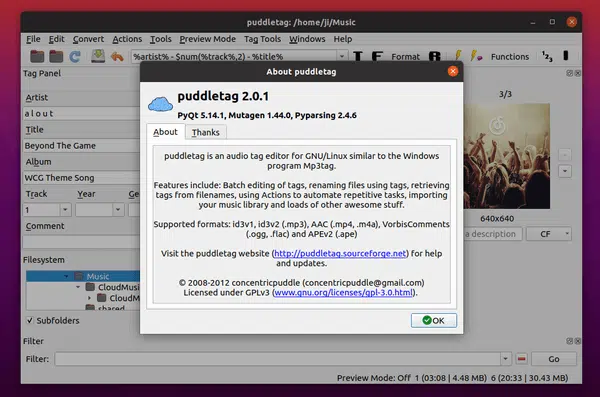 puddletag: /home/ji/Music
File Edit Convert Actions Tools Preview Mode Tag Tools Windows Help
%artist% - $num(%track%,2) - %title%
T F Format Functions 1,2,3
Tag Panel
Artist
a l o u t
Title
Beyond The Game
Album
WCG Theme Song
Track Year Ge
1
Comment
Filesystem
Music
CloudMusi
CloudM
shared
Subfolders
About puddletag
puddletag 2.0.1
PyQt 5.14.1, Mutagen 1.44.0, Pyparsing 2.4.6
About Thanks
puddletag is an audio tag editor for GNU/Linux similar to the Windows
program Mp3tag.
Features include: Batch editing of tags, renaming files using tags, retrieving
tags from filenames, using Actions to automate repetitive tasks, importing
your music library and loads of other awesome stuff.
Supported formats: id3v1, id3v2 (.mp3), AAC (.mp4, .m4a), VorbisComments
(.ogg, .flac) and APEv2 (.ape)
Visit the puddletag website (http://puddletag.sourceforge.net) for help
and updates.
© 2008-2012 concentricpuddle (concentricpuddle@gmail.com)
Licensed under GPLv3 (www.gnu.org/licenses/gpl-3.0.html).
OK
3/3
640x640
a description CF
Filter
Filter: Go
Preview Mode: Off 1 (03:08 | 4.48 MB) 6 (20:33 | 30.43 MB)